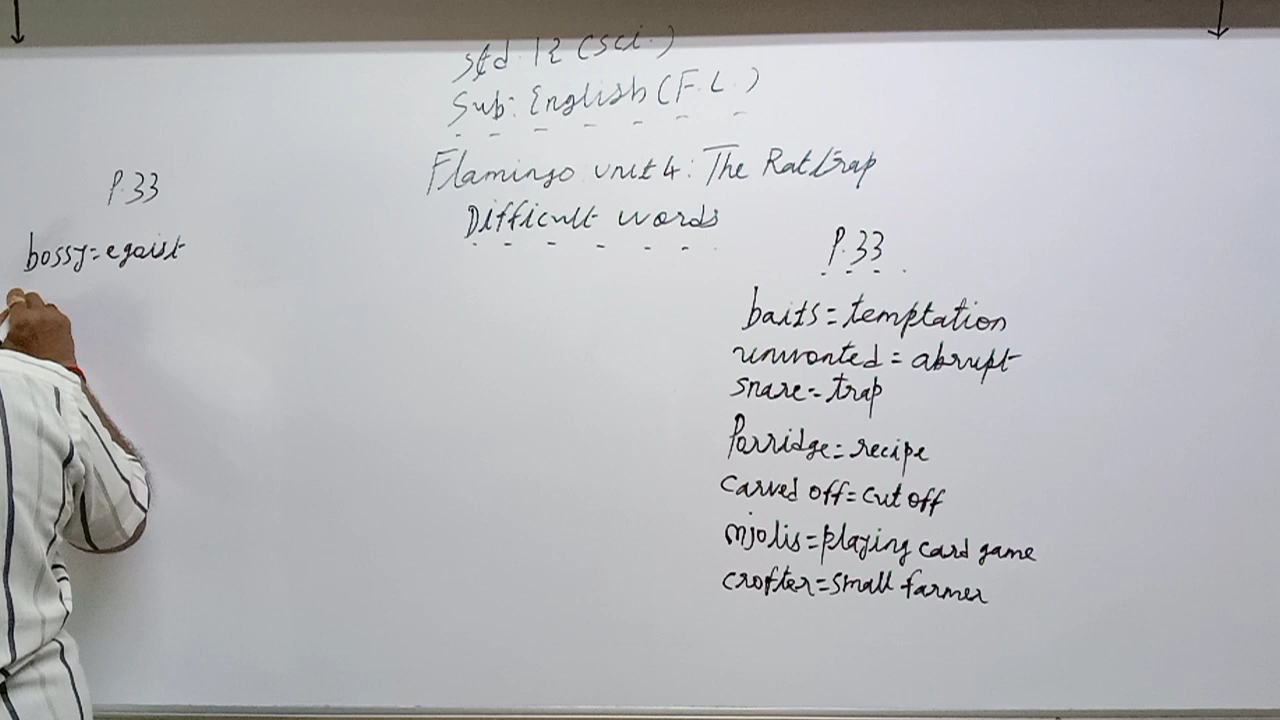 Std. 12 (Sci.)
Sub: English (F.L.)
Flamingo unit 4: The Rattrap
Difficult words
P.33
bossy=egoist
P.33
baits=temptation
unwonted=abrupt
snare=trap
Porridge=recipe
Carved off=cut off
mjolis=playing card game
crofter=small farmer